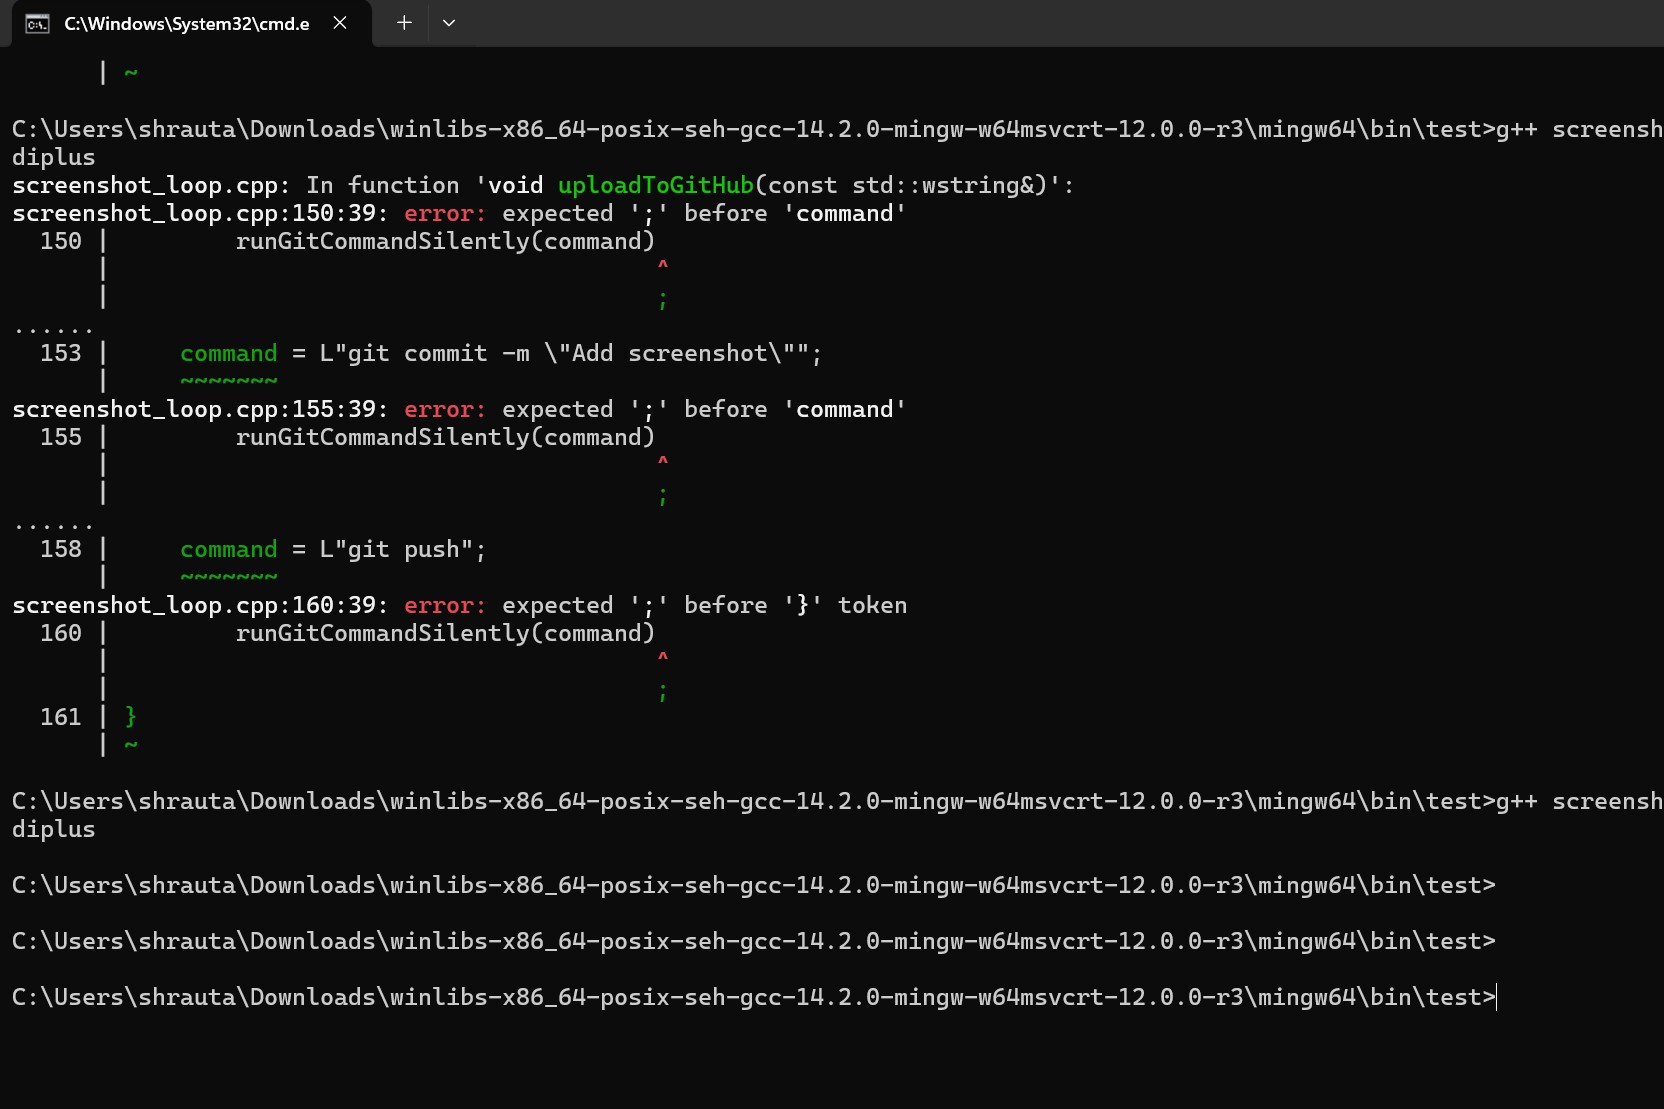 C:\Windows\System32\cmd.e
| ~
C:\Users\shrauta\Downloads\winlibs-x86_64-posix-seh-gcc-14.2.0-mingw-w64msvcrt-12.0.0-r3\mingw64\bin\test>g++ screensh
diplus
screenshot_loop.cpp: In function 'void uploadToGitHub(const std::wstring&)':
screenshot_loop.cpp:150:39: error: expected ';' before 'command'
150 |         runGitCommandSilently(command)
|                                       ^
|                                       ;
......
153 |     command = L"git commit -m \"Add screenshot\"";
|     ~~~~~~~
screenshot_loop.cpp:155:39: error: expected ';' before 'command'
155 |         runGitCommandSilently(command)
|                                       ^
|                                       ;
......
158 |     command = L"git push";
|     ~~~~~~~
screenshot_loop.cpp:160:39: error: expected ';' before '}' token
160 |         runGitCommandSilently(command)
|                                       ^
|                                       ;
161 | }
| ~
C:\Users\shrauta\Downloads\winlibs-x86_64-posix-seh-gcc-14.2.0-mingw-w64msvcrt-12.0.0-r3\mingw64\bin\test>g++ screensh
diplus
C:\Users\shrauta\Downloads\winlibs-x86_64-posix-seh-gcc-14.2.0-mingw-w64msvcrt-12.0.0-r3\mingw64\bin\test>
C:\Users\shrauta\Downloads\winlibs-x86_64-posix-seh-gcc-14.2.0-mingw-w64msvcrt-12.0.0-r3\mingw64\bin\test>
C:\Users\shrauta\Downloads\winlibs-x86_64-posix-seh-gcc-14.2.0-mingw-w64msvcrt-12.0.0-r3\mingw64\bin\test>